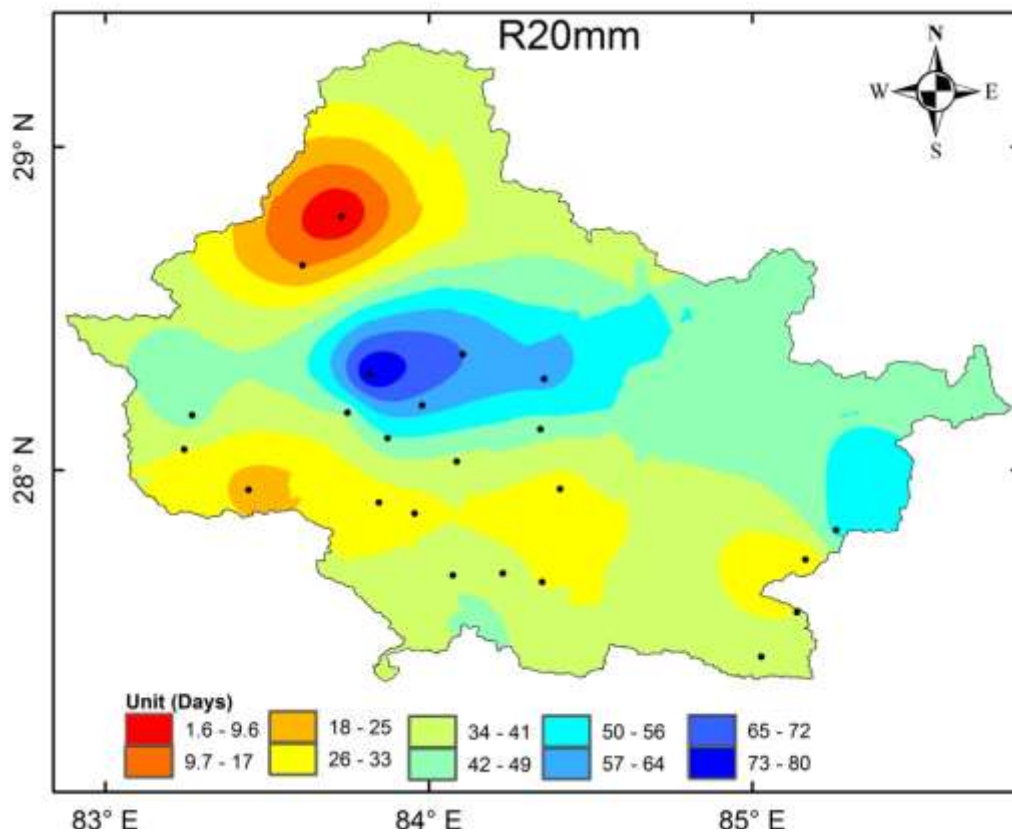 R20mm
N
W E
S
29° N
28° N
Unit (Days)
1.6 - 9.6 18 - 25 34 - 41 50 - 56 65 - 72
9.7 - 17 26 - 33 42 - 49 57 - 64 73 - 80
83° E 84° E 85° E